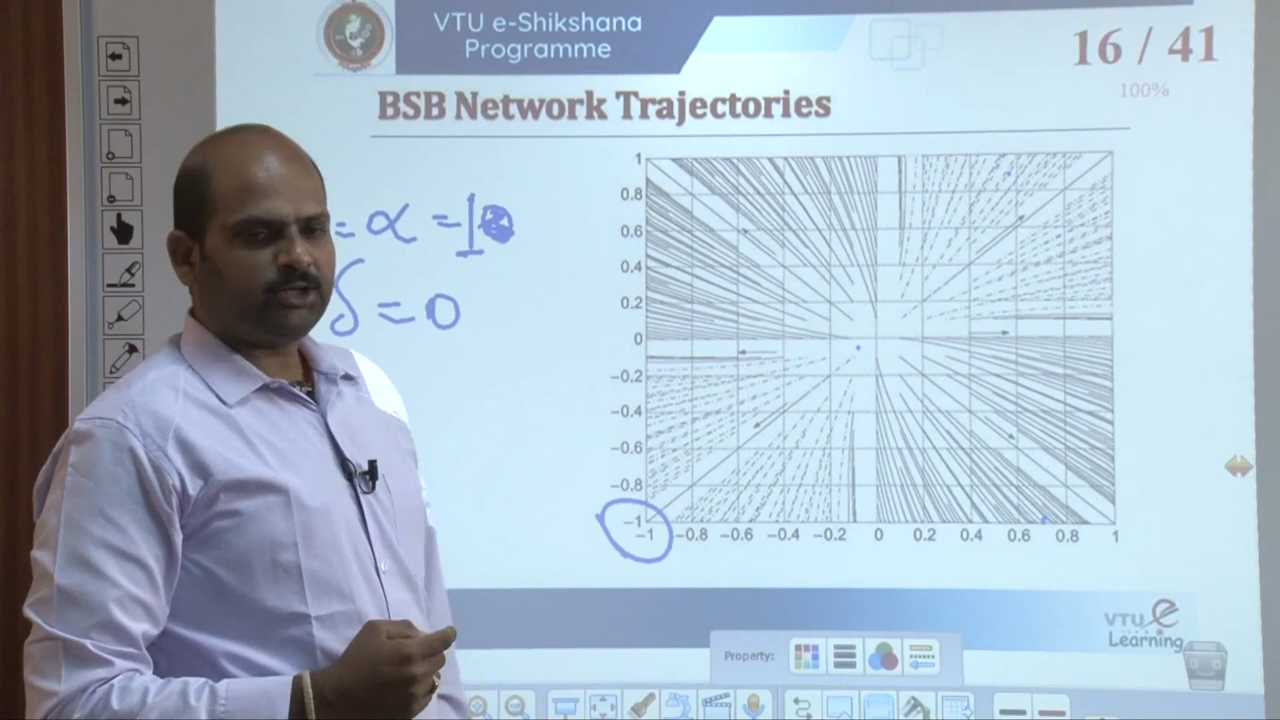 VTU e-Shikshana
Programme
16 / 41
100%
BSB Network Trajectories
= α = 1
δ = 0
1
0.8
0.6
0.4
0.2
0
−0.2
−0.4
−0.6
−0.8
−1
−1 −0.8 −0.6 −0.4 −0.2 0 0.2 0.4 0.6 0.8 1
VTU e
Learning
Property: